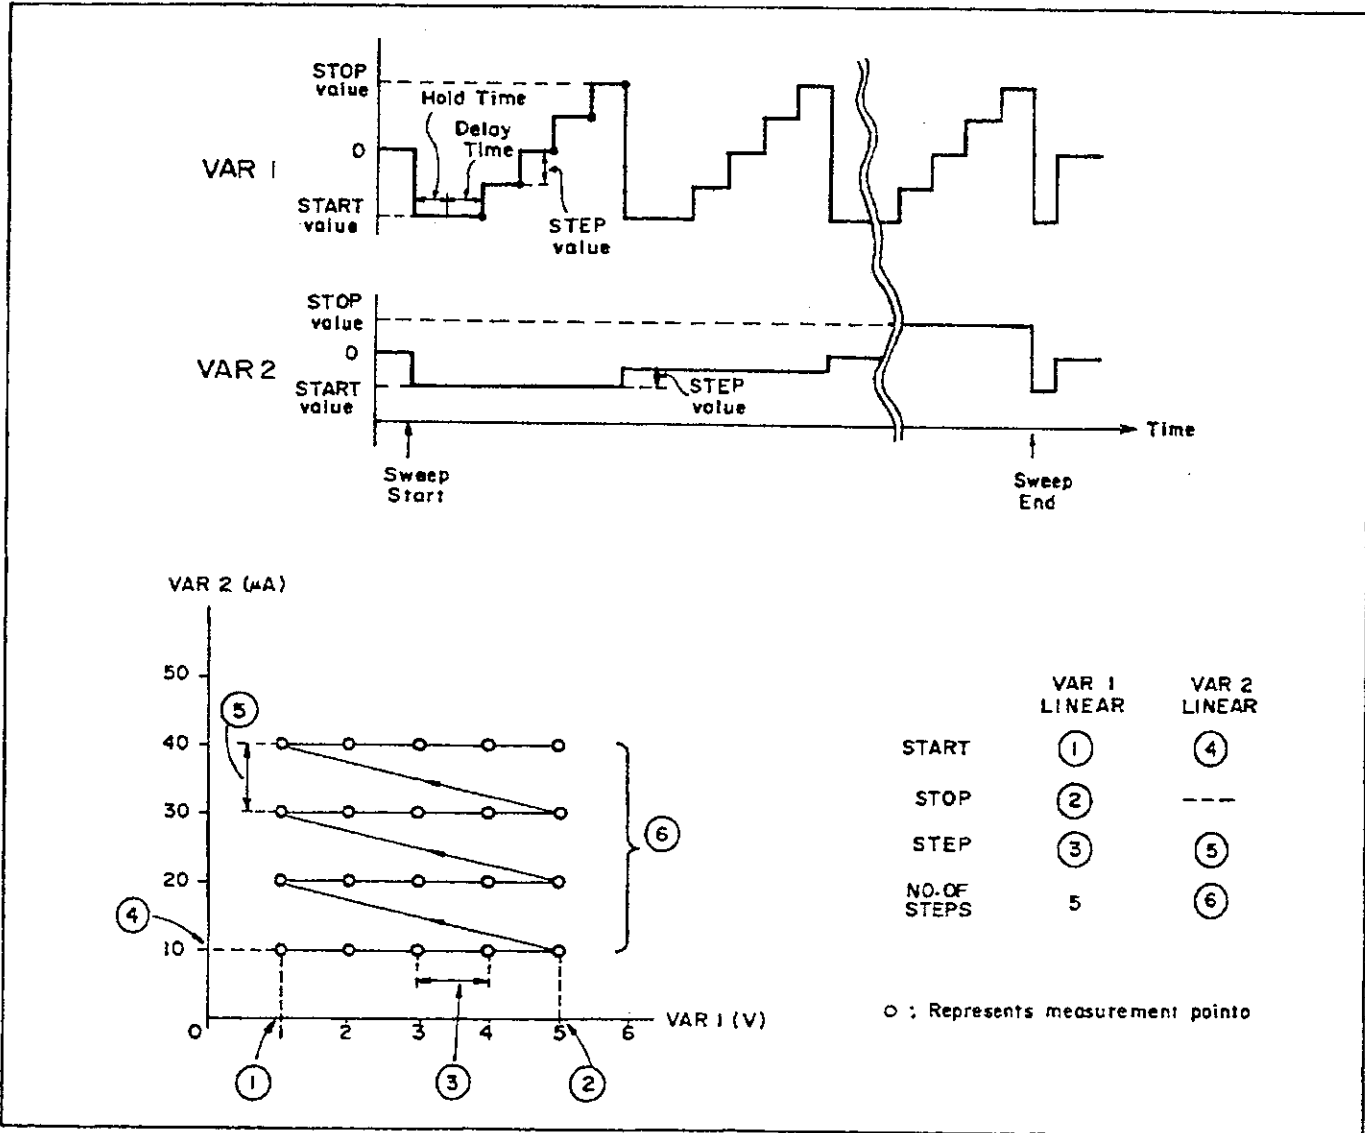 STOP
value
Hold Time
Delay
Time
0
VAR 1
START
value
STEP
value
STOP
value
0
VAR 2
START
value
STEP
value
Time
Sweep
Start
Sweep
End
VAR 2 (μA)
50
5
40
30
6
20
4
10
0
1
2
3
4
5
6
VAR 1 (V)
1
3
2
VAR 1
LINEAR
VAR 2
LINEAR
START
1
4
STOP
2
----
STEP
3
5
NO. OF
STEPS
5
6
o : Represents measurement pointo